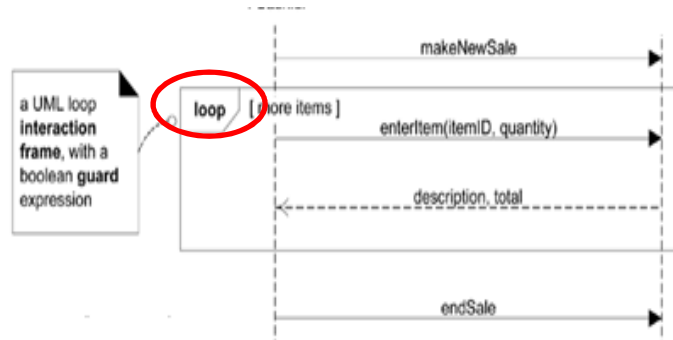 makeNewSale
a UML loop
interaction
frame, with a
boolean guard
expression
loop
[ more items ]
enterItem(itemID, quantity)
description, total
endSale